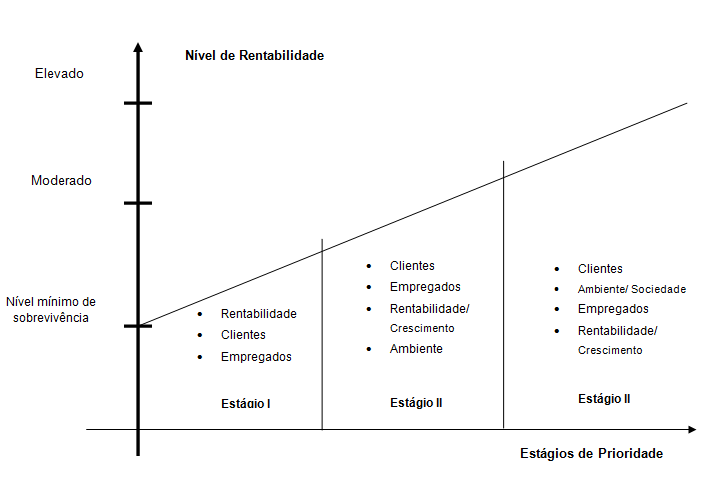 Nível de Rentabilidade
Elevado
Moderado
Nível mínimo de
sobrevivência
• Rentabilidade
• Clientes
• Empregados
Estágio I
• Clientes
• Empregados
• Rentabilidade/
Crescimento
• Ambiente
Estágio II
• Clientes
• Ambiente/ Sociedade
• Empregados
• Rentabilidade/
Crescimento
Estágio II
Estágios de Prioridade